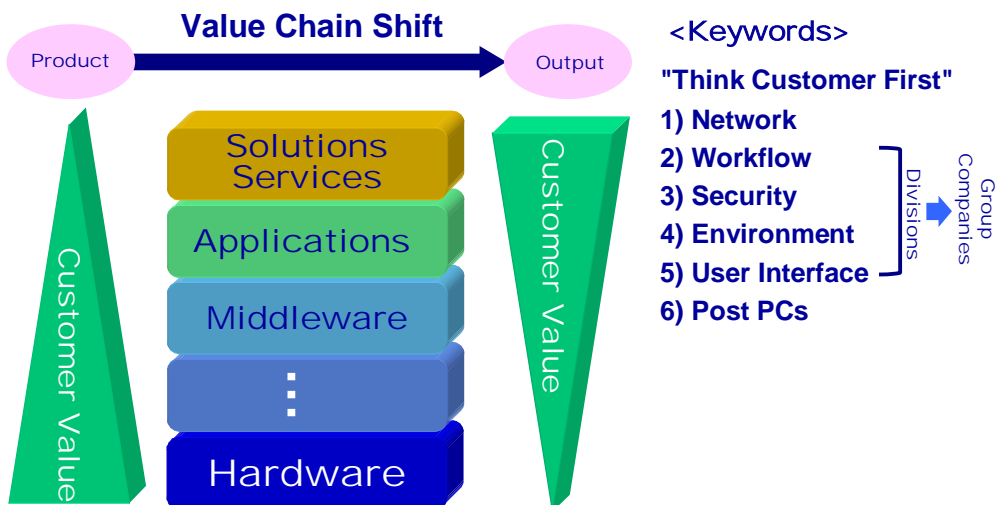 Value Chain Shift
Product
Output
Customer Value
Solutions
Services
Applications
Middleware
Hardware
Customer Value
<Keywords>
"Think Customer First"
1) Network
2) Workflow
3) Security
4) Environment
5) User Interface
6) Post PCs
Divisions
Group
Companies